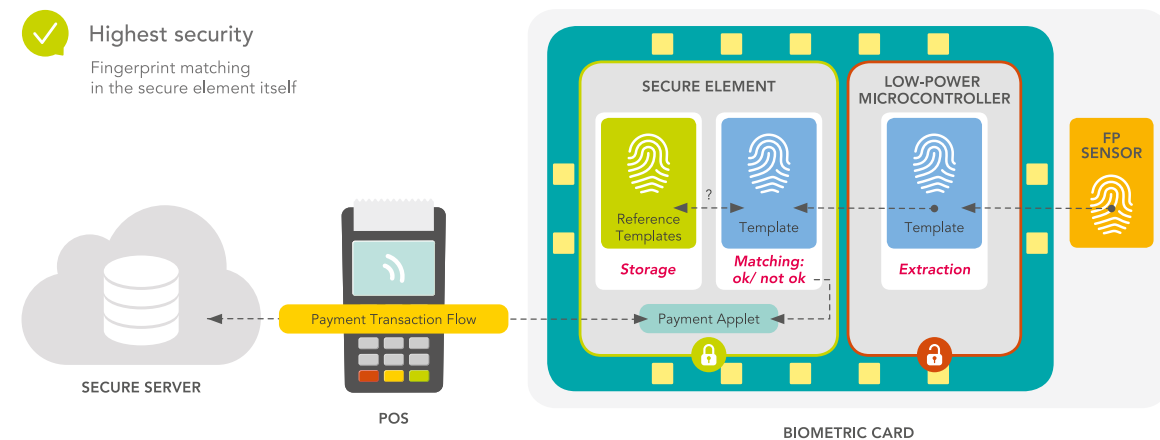 Highest security
Fingerprint matching
in the secure element itself
SECURE ELEMENT
LOW-POWER
MICROCONTROLLER
FP
SENSOR
?
Reference
Templates
Template
Template
Storage
Matching:
ok/ not ok
Extraction
Payment Transaction Flow
Payment Applet
SECURE SERVER
POS
BIOMETRIC CARD